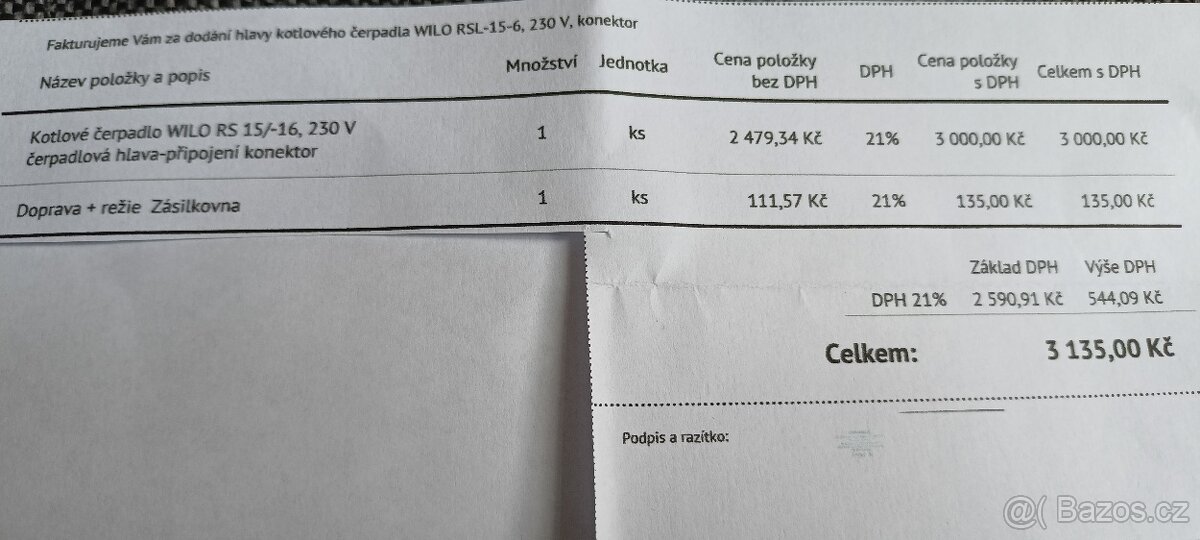 Fakturujeme Vám za dodání hlavy kotlového čerpadla WILO RSL-15-6, 230 V, konektor
Název položky a popis Množství Jednotka Cena položky bez DPH DPH Cena položky s DPH Celkem s DPH
Kotlové čerpadlo WILO RS 15/-16, 230 V 1 ks 2 479,34 Kč 21% 3 000,00 Kč 3 000,00 Kč
čerpadlová hlava-připojení konektor
Doprava + režie Zásilkovna 1 ks 111,57 Kč 21% 135,00 Kč 135,00 Kč
Základ DPH Výše DPH
DPH 21% 2 590,91 Kč 544,09 Kč
Celkem: 3 135,00 Kč
Podpis a razítko:
@( Bazos.cz